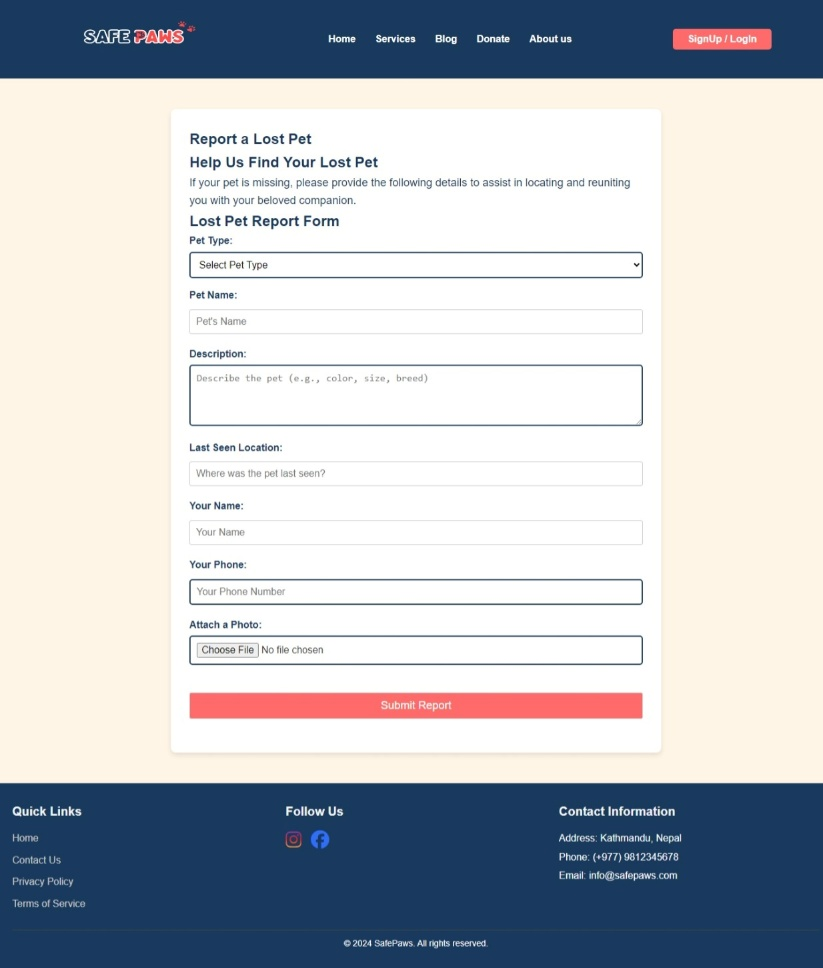 SAFE PAWS
Home Services Blog Donate About us
SignUp / Login
Report a Lost Pet
Help Us Find Your Lost Pet
If your pet is missing, please provide the following details to assist in locating and reuniting
you with your beloved companion.
Lost Pet Report Form
Pet Type:
Select Pet Type
Pet Name:
Pet's Name
Description:
Describe the pet (e.g., color, size, breed)
Last Seen Location:
Where was the pet last seen?
Your Name:
Your Name
Your Phone:
Your Phone Number
Attach a Photo:
Choose File No file chosen
Submit Report
Quick Links
Home
Contact Us
Privacy Policy
Terms of Service
Follow Us
Contact Information
Address: Kathmandu, Nepal
Phone: (+977) 9812345678
Email: info@safepaws.com
© 2024 SafePaws. All rights reserved.